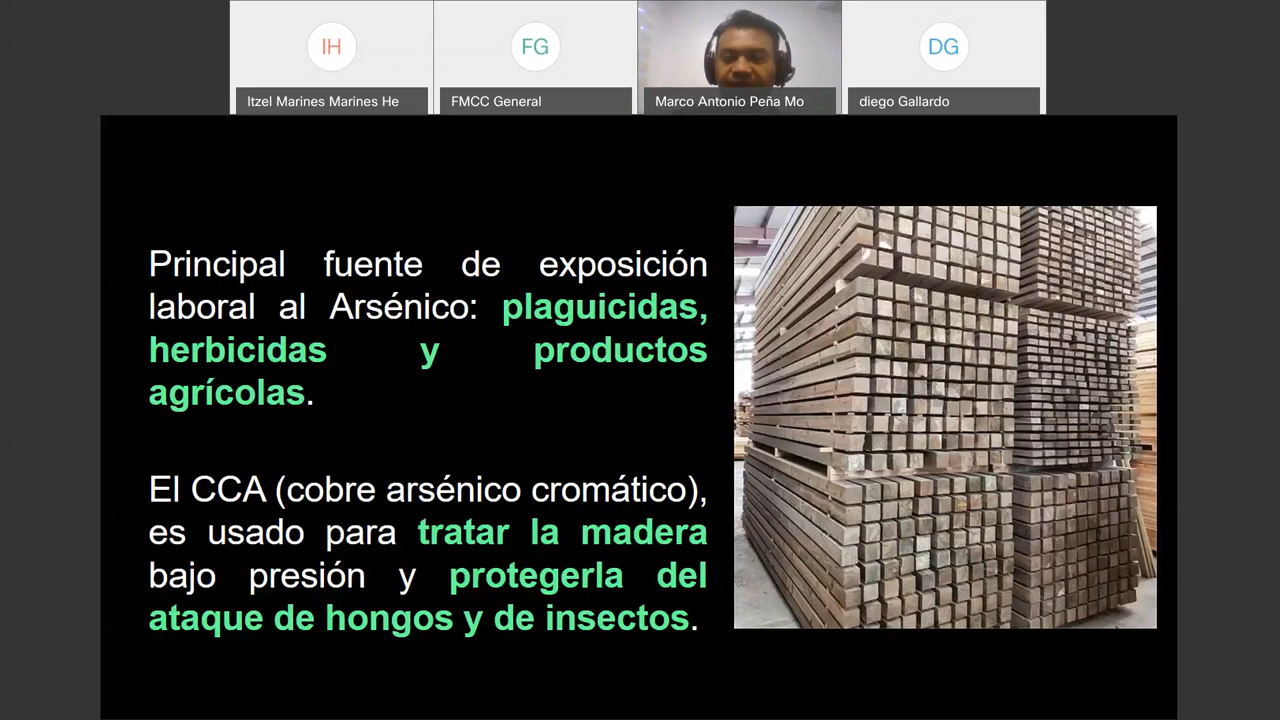 IH
FG
DG
Itzel Marines Marines He
FMCC General
Marco Antonio Peña Mo
diego Gallardo
Principal fuente de exposición
laboral al Arsénico: plaguicidas,
herbicidas y productos
agrícolas.
El CCA (cobre arsénico cromático),
es usado para tratar la madera
bajo presión y protegerla del
ataque de hongos y de insectos.